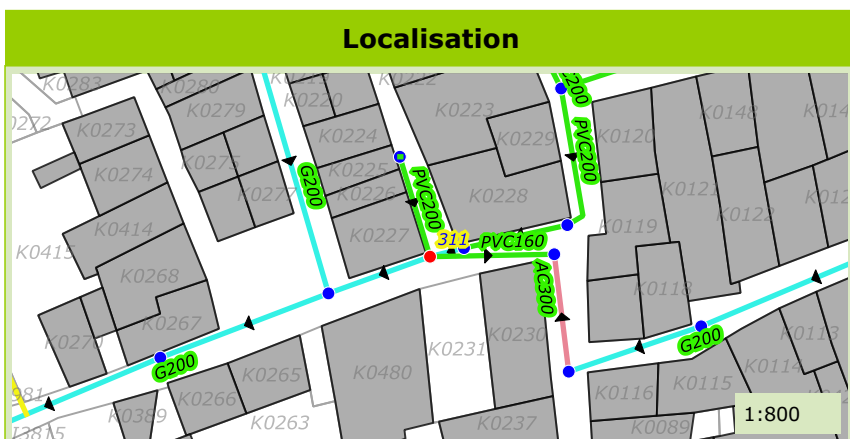 Localisation
K0283
K0280
K0222
K0272
K0273
K0279
K0220
K0224
K0223
K0229
K0120
K0148
PVC200
K0274
K0275
K0225
K0226
K0277
G200
PVC200
K0228
K0121
K0122
K0414
K0415
K0227
311
PVC160
K0119
K0268
AC300
K0118
K0267
K0270
G200
K0231
K0230
G200
K0113
K0114
K0265
K0480
K0266
K0116
K0115
K0389
K0263
K0237
K0089
I3815
1:800